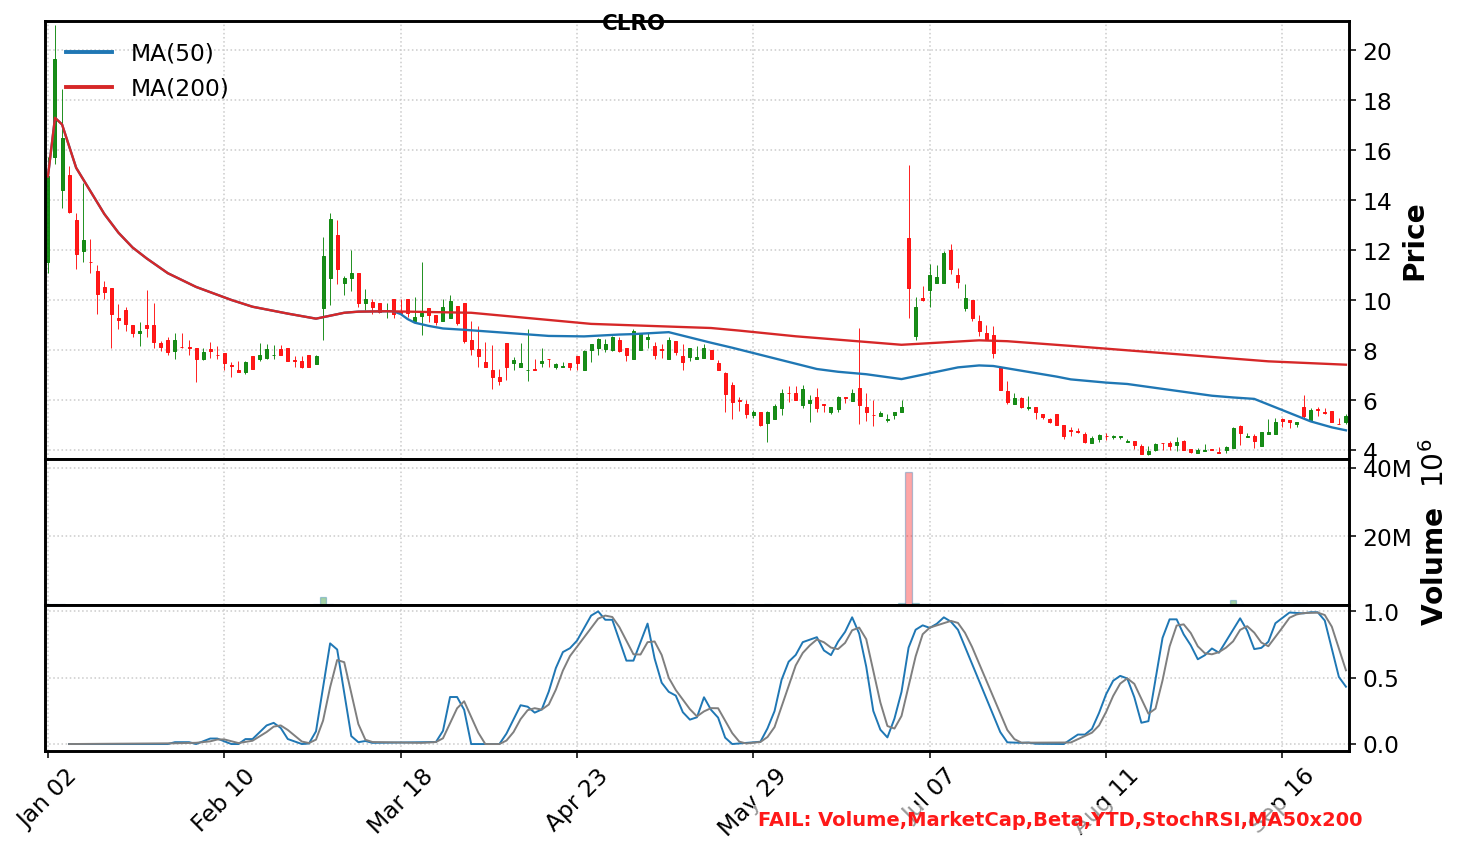 CLRO
MA(50)
MA(200)
20
18
16
14
12
10
8
6
4
Price
40M
20M
Volume 10^6
1.0
0.5
0.0
Jan 02
Feb 10
Mar 18
Apr 23
May 29
Jul 07
Aug 11
Sep 16
FAIL: Volume,MarketCap,Beta,YTD,StochRSI,MA50x200